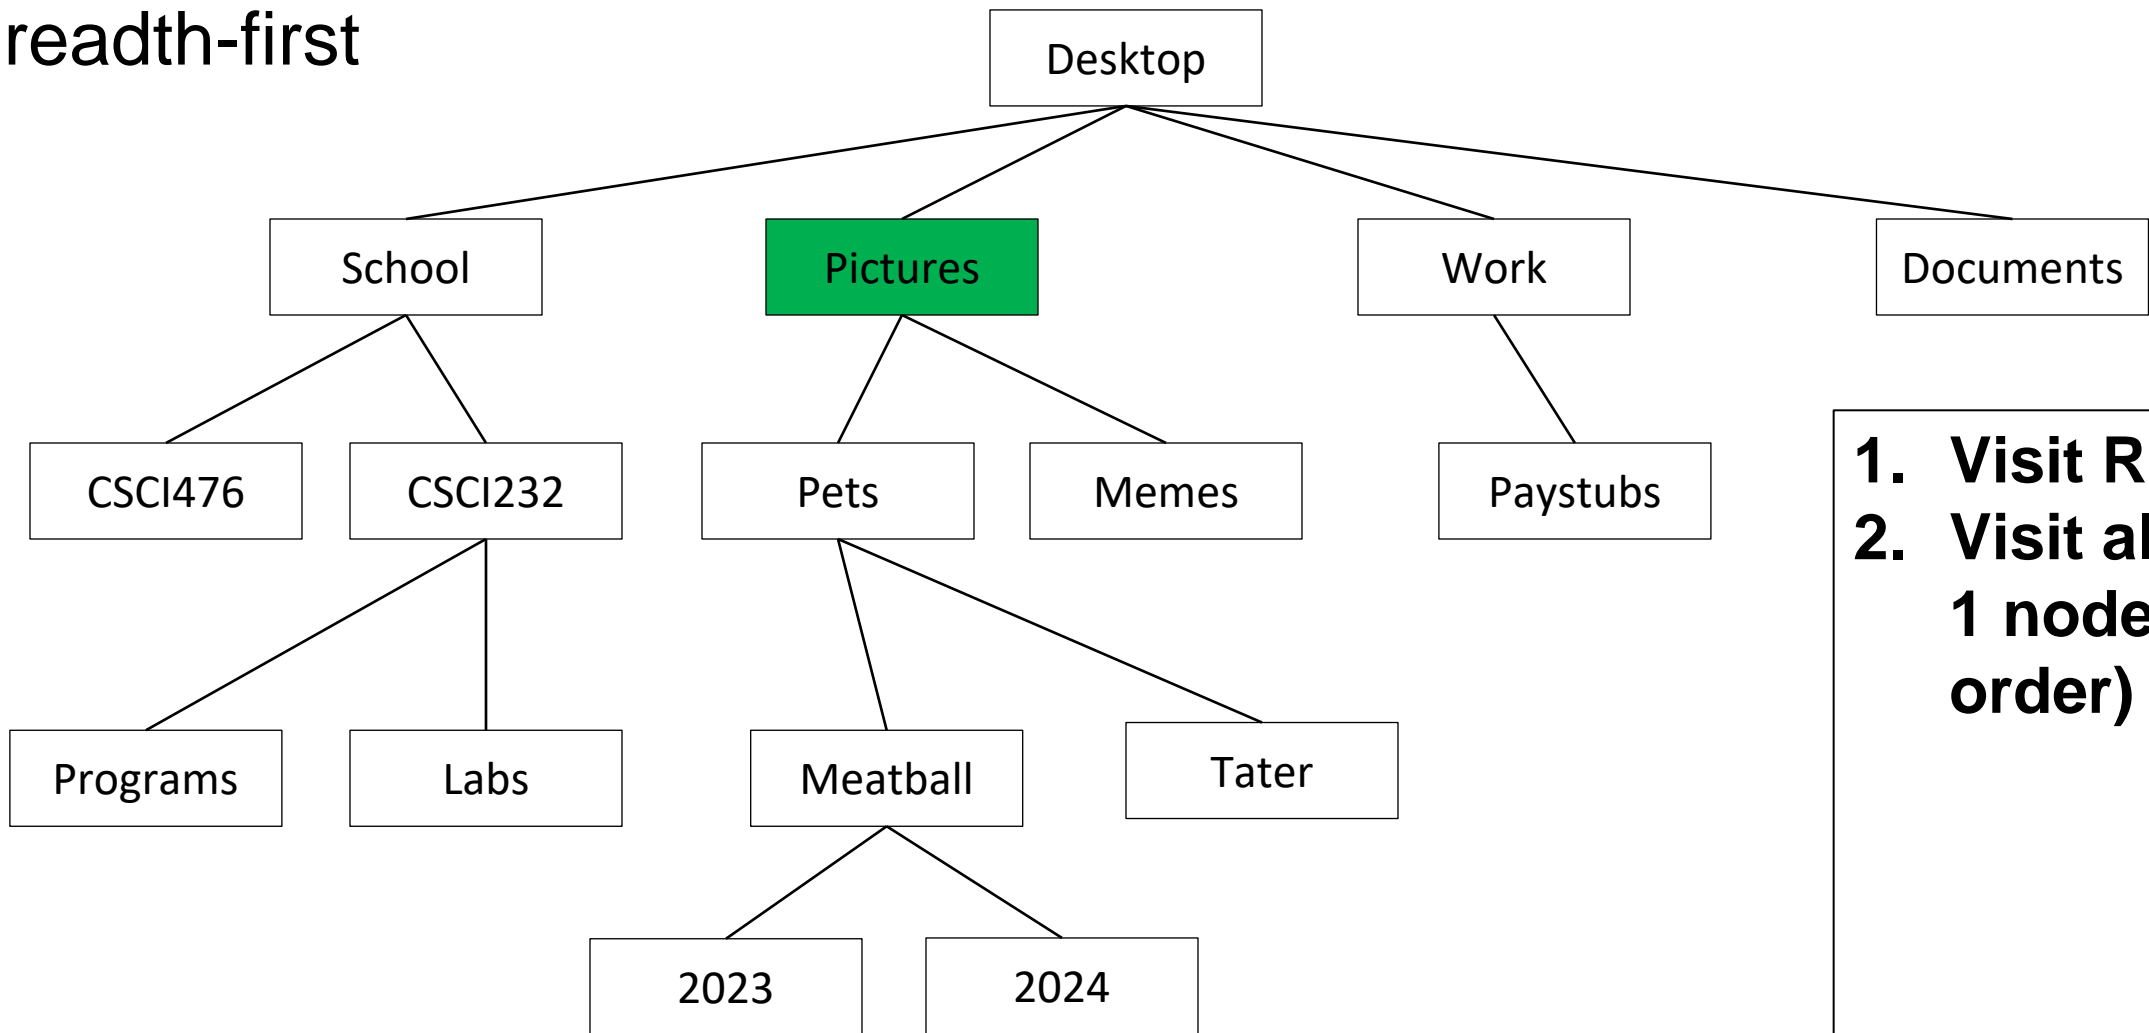 readth-first
Desktop
School
Pictures
Work
Documents
CSCI476
CSCI232
Pets
Memes
Paystubs
1. Visit R
2. Visit al
1 node
order)
Programs
Labs
Meatball
Tater
2023
2024